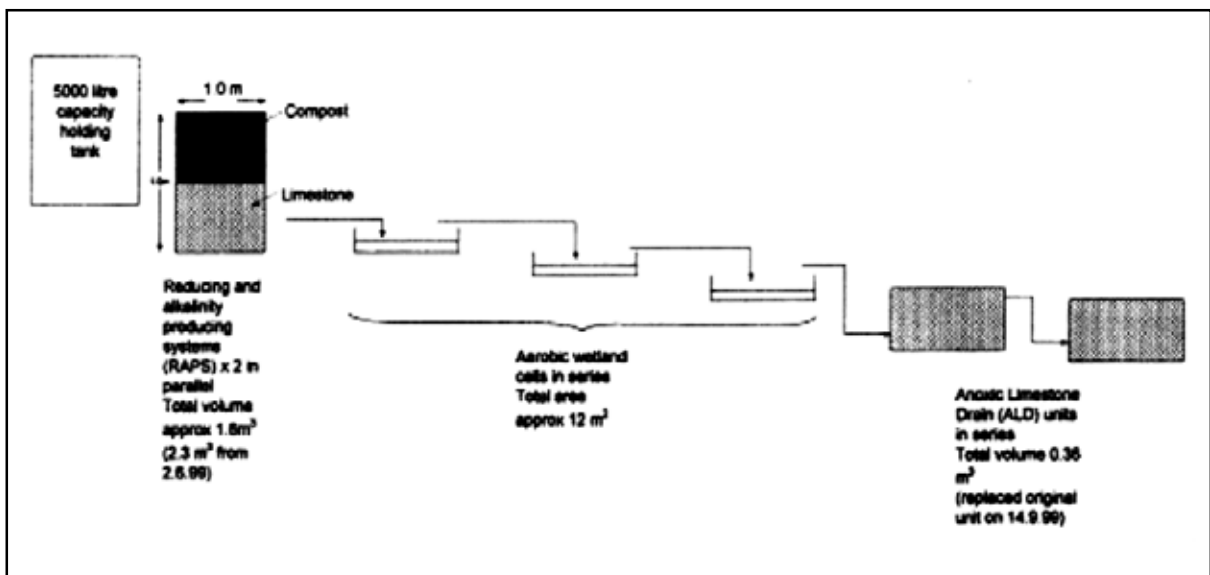 5000 litre
capacity
holding
tank
1 0 m
Compost
Limestone
Reducing and
alkalinity
producing
systems
(RAPS) x 2 in
parallel
Total volume
approx 1.6m³
(2.3 m³ from
2.6.99)
Aerobic wetland
cells in series
Total area
approx 12 m²
Anoxic Limestone
Drain (ALD) units
in series
Total volume 0.36
m³
(replaced original
unit on 14.9.99)